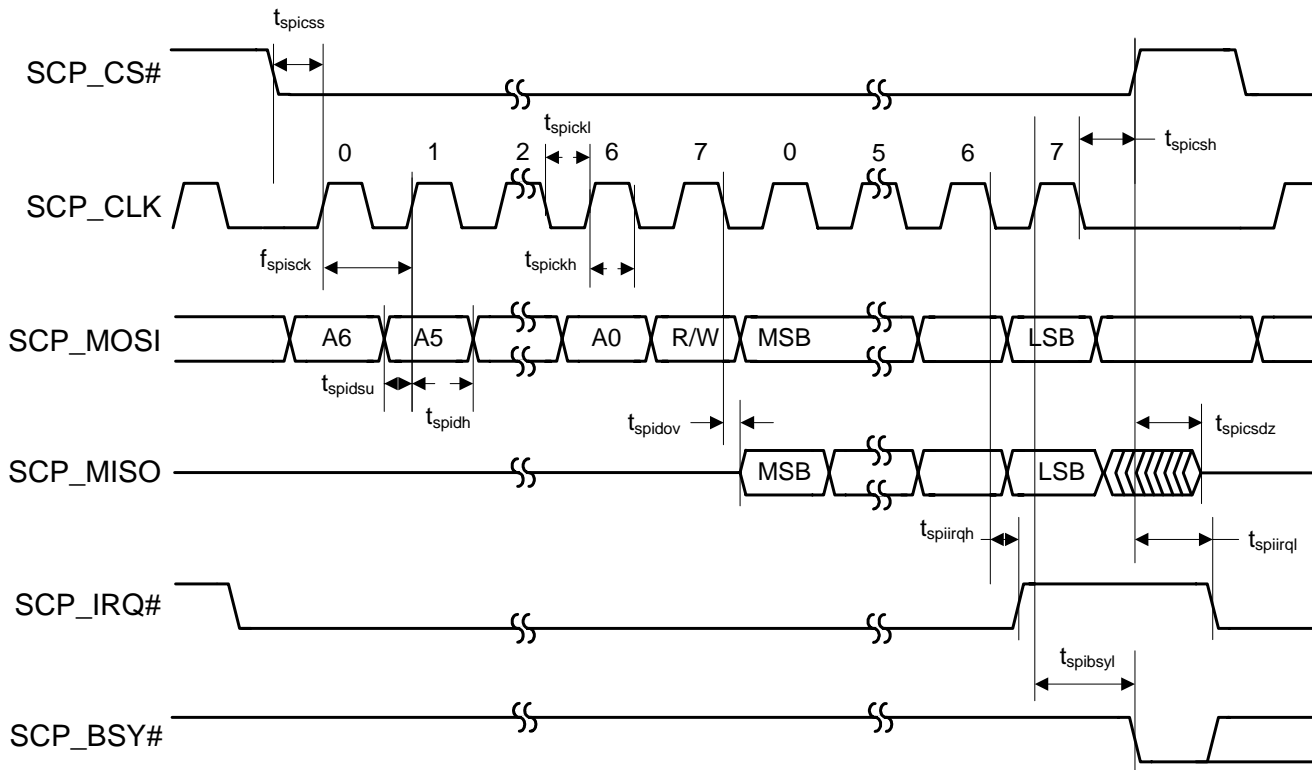 t_spicss
SCP_CS#
t_spickl
t_spicsh
0 1 2 6 7 0 5 6 7
SCP_CLK
f_spisck
t_spickh
SCP_MOSI
A6 A5 A0 R/W MSB LSB
t_spidsu
t_spidh
t_spidov
t_spicsdz
SCP_MISO
MSB LSB
t_spiirqh
t_spiirql
SCP_IRQ#
t_spibsyl
SCP_BSY#